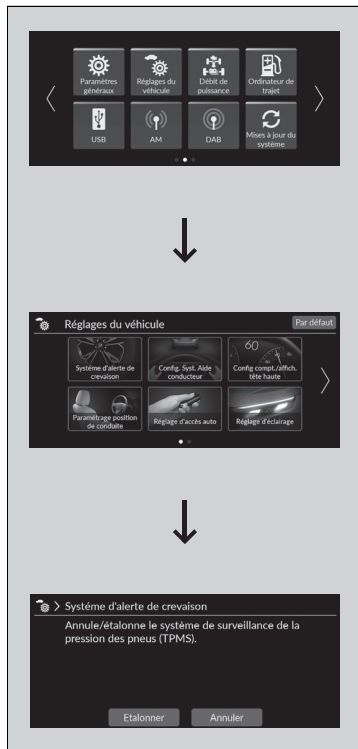 Paramètres
généraux
Réglages du
véhicule
Débit de
puissance
Ordinateur de
trajet
USB
AM
DAB
Mises à jour du
système
Réglages du véhicule
Par défaut
Systéme d'alerte de
crevaison
Config. Syst. Aide
conducteur
60
Config compt./affich.
tête haute
Paramétrage position
de conduite
Réglage d'accès auto
Réglage d'éclairage
Systéme d'alerte de crevaison
Annule/étalonne le système de surveillance de la
pression des pneus (TPMS).
Etalonner
Annuler